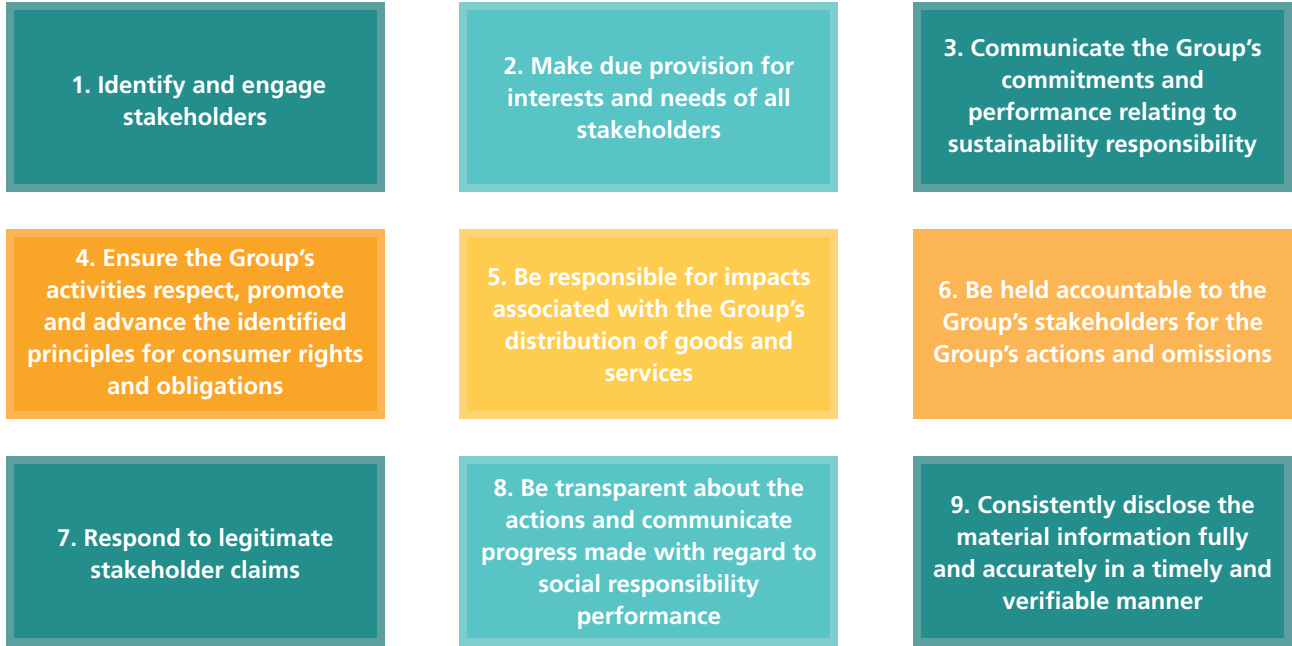 1. Identify and engage
stakeholders
2. Make due provision for
interests and needs of all
stakeholders
3. Communicate the Group’s
commitments and
performance relating to
sustainability responsibility
4. Ensure the Group’s
activities respect, promote
and advance the identified
principles for consumer rights
and obligations
5. Be responsible for impacts
associated with the Group’s
distribution of goods and
services
6. Be held accountable to the
Group’s stakeholders for the
Group’s actions and omissions
7. Respond to legitimate
stakeholder claims
8. Be transparent about the
actions and communicate
progress made with regard to
social responsibility
performance
9. Consistently disclose the
material information fully
and accurately in a timely and
verifiable manner